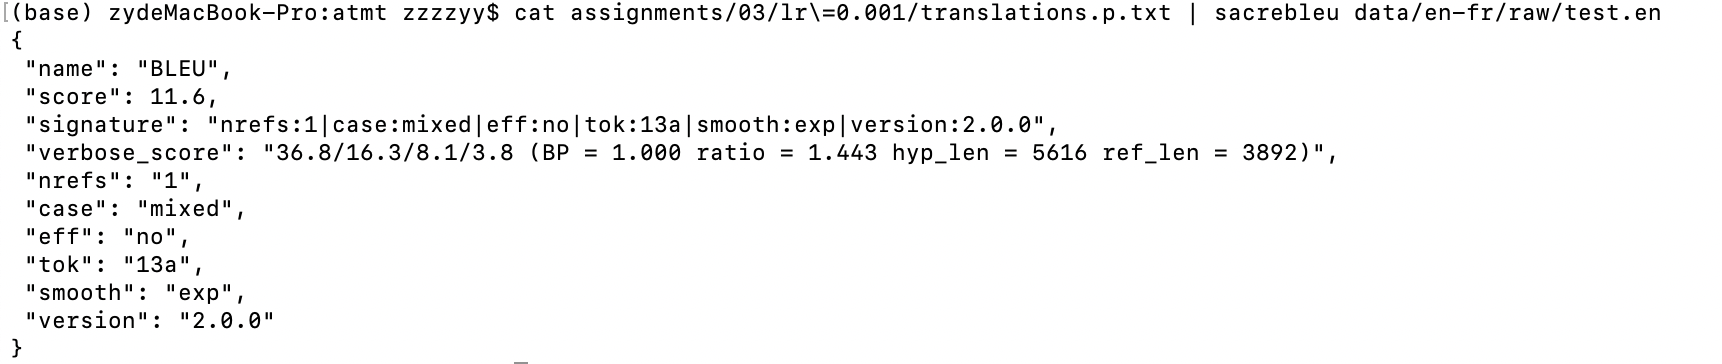 [(base) zydeMacBook-Pro:atmt zzzzyy$ cat assignments/03/lr\=0.001/translations.p.txt | sacrebleu data/en-fr/raw/test.en
{
 "name": "BLEU",
 "score": 11.6,
 "signature": "nrefs:1|case:mixed|eff:no|tok:13a|smooth:exp|version:2.0.0",
 "verbose_score": "36.8/16.3/8.1/3.8 (BP = 1.000 ratio = 1.443 hyp_len = 5616 ref_len = 3892)",
 "nrefs": "1",
 "case": "mixed",
 "eff": "no",
 "tok": "13a",
 "smooth": "exp",
 "version": "2.0.0"
}